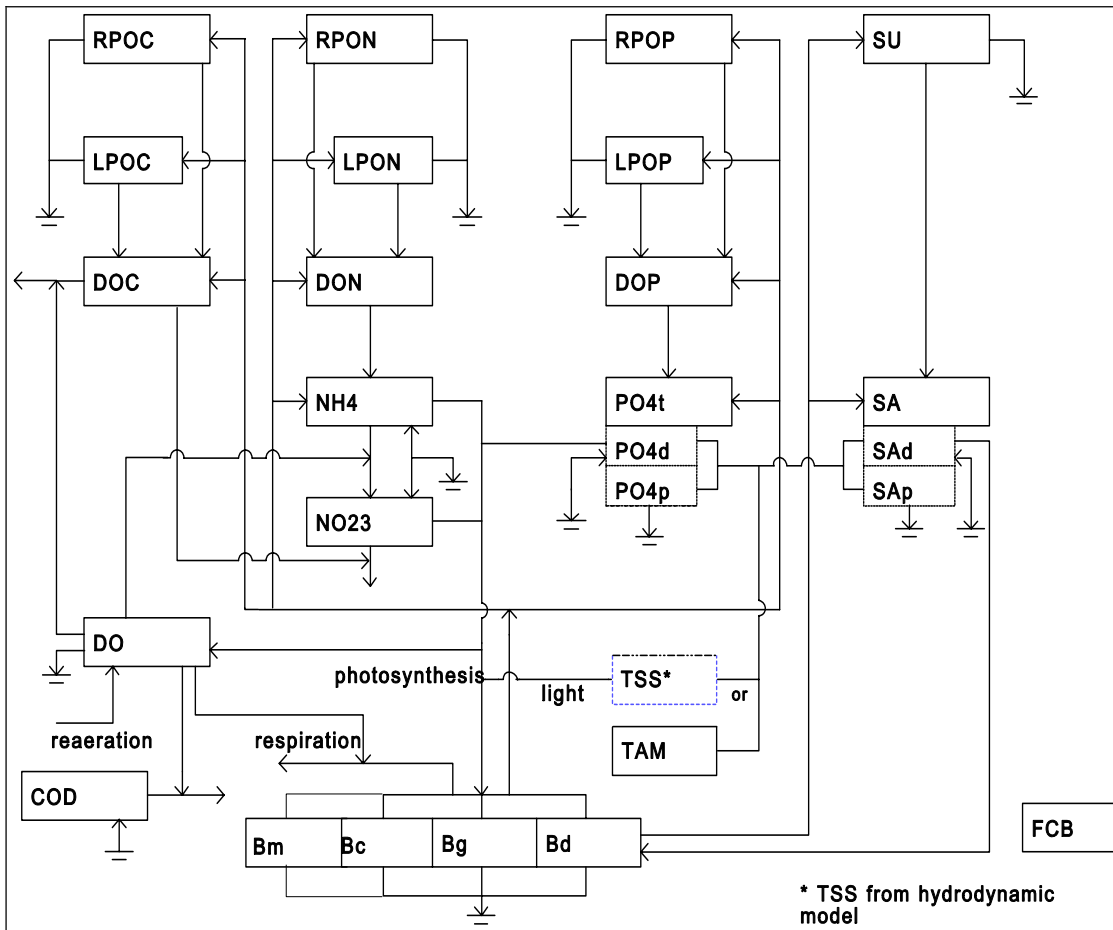 RPOC
RPON
RPOP
SU
LPOC
LPON
LPOP
DOC
DON
DOP
NH4
PO4t
SA
PO4d
SAd
PO4p
SAp
NO23
DO
photosynthesis
light
TSS*
or
reaeration
respiration
TAM
COD
FCB
Bm
Bc
Bg
Bd
* TSS from hydrodynamic
model